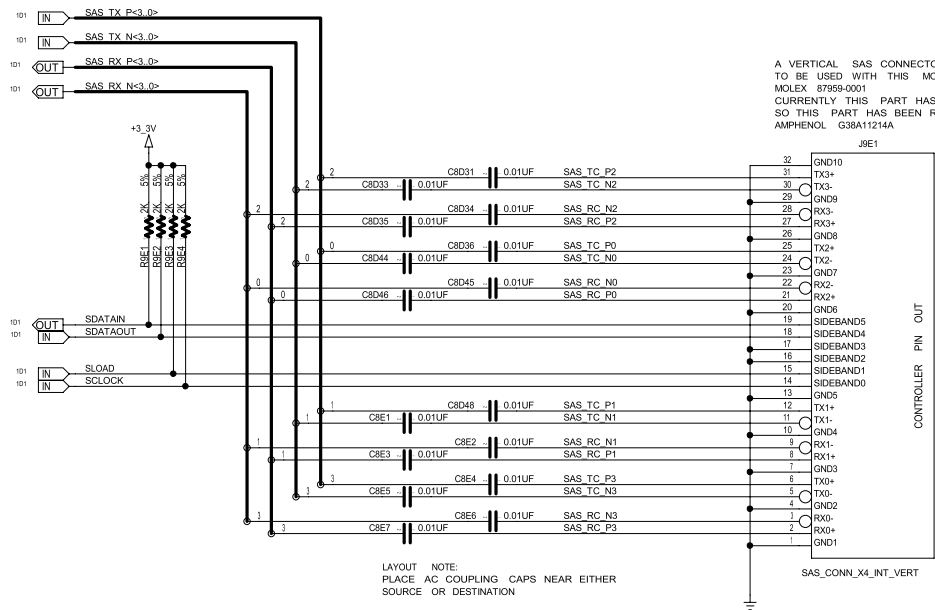 1D1 IN SAS TX P<3..0>
1D1 IN SAS TX N<3..0>
1D1 OUT SAS RX P<3..0>
1D1 OUT SAS RX N<3..0>
A VERTICAL SAS
TO BE USED WITH THIS
MOLEX 87959-0001
CURRENTLY THIS PART HAS
SO THIS PART HAS BEEN
AMPHENOL G38A11214A
J9E1
+3_3V
2K 5% 2K 5% 2K 5% 2K 5%
R9E1 R9E2 R9E3 R9E4
32 GND10
2 C8D31 0.01UF SAS_TC_P2 31 TX3+
2 C8D33 0.01UF SAS_TC_N2 30 TX3-
29 GND9
2 C8D34 0.01UF SAS_RC_N2 28 RX3-
2 C8D35 0.01UF SAS_RC_P2 27 RX3+
26 GND8
0 C8D36 0.01UF SAS_TC_P0 25 TX2+
0 C8D44 0.01UF SAS_TC_N0 24 TX2-
23 GND7
0 C8D45 0.01UF SAS_RC_N0 22 RX2-
0 C8D46 0.01UF SAS_RC_P0 21 RX2+
20 GND6
1D1 OUT SDATAIN 19 SIDEBAND5
1D1 IN SDATAOUT 18 SIDEBAND4
17 SIDEBAND3
16 SIDEBAND2
1D1 IN SLOAD 15 SIDEBAND1
1D1 IN SCLOCK 14 SIDEBAND0
13 GND5
1 C8D48 0.01UF SAS_TC_P1 12 TX1+
1 C8E1 0.01UF SAS_TC_N1 11 TX1-
10 GND4
1 C8E2 0.01UF SAS_RC_N1 9 RX1-
1 C8E3 0.01UF SAS_RC_P1 8 RX1+
7 GND3
3 C8E4 0.01UF SAS_TC_P3 6 TX0+
3 C8E5 0.01UF SAS_TC_N3 5 TX0-
4 GND2
3 C8E6 0.01UF SAS_RC_N3 3 RX0-
3 C8E7 0.01UF SAS_RC_P3 2 RX0+
1 GND1
CONTROLLER PIN OUT
SAS_CONN_X4_INT_VERT
LAYOUT NOTE:
PLACE AC COUPLING CAPS NEAR EITHER
SOURCE OR DESTINATION